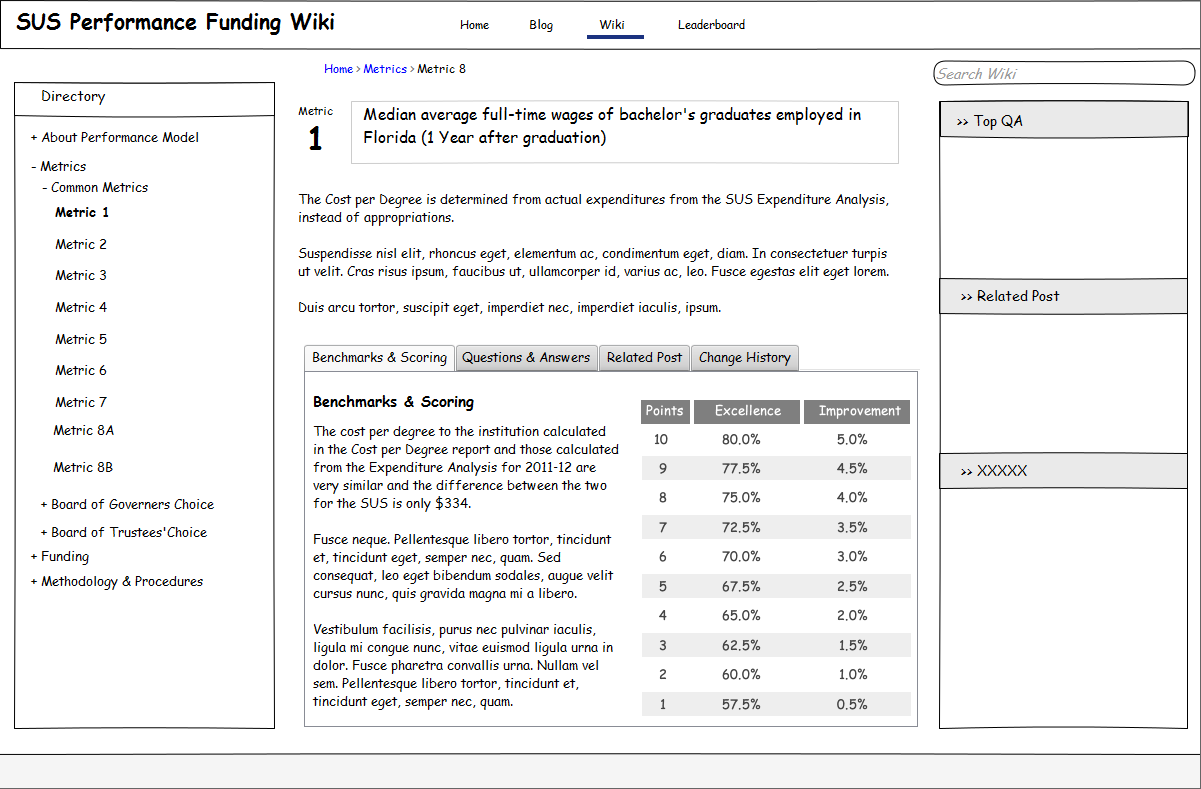 SUS Performance Funding Wiki
Home
Blog
Wiki
Leaderboard
Home > Metrics > Metric 8
Search Wiki
Directory
+ About Performance Model
- Metrics
- Common Metrics
Metric 1
Metric 2
Metric 3
Metric 4
Metric 5
Metric 6
Metric 7
Metric 8A
Metric 8B
+ Board of Governers Choice
+ Board of Trustees'Choice
+ Funding
+ Methodology & Procedures
Metric
1
Median average full-time wages of bachelor's graduates employed in
Florida (1 Year after graduation)
The Cost per Degree is determined from actual expenditures from the SUS Expenditure Analysis,
instead of appropriations.
Suspendisse nisl elit, rhoncus eget, elementum ac, condimentum eget, diam. In consectetuer turpis
ut velit. Cras risus ipsum, faucibus ut, ullamcorper id, varius ac, leo. Fusce egestas elit eget lorem.
Duis arcu tortor, suscipit eget, imperdiet nec, imperdiet iaculis, ipsum.
Benchmarks & Scoring
Questions & Answers
Related Post
Change History
Benchmarks & Scoring
The cost per degree to the institution calculated
in the Cost per Degree report and those calculated
from the Expenditure Analysis for 2011-12 are
very similar and the difference between the two
for the SUS is only $334.
Fusce neque. Pellentesque libero tortor, tincidunt
et, tincidunt eget, semper nec, quam. Sed
consequat, leo eget bibendum sodales, augue velit
cursus nunc, quis gravida magna mi a libero.
Vestibulum facilisis, purus nec pulvinar iaculis,
ligula mi congue nunc, vitae euismod ligula urna in
dolor. Fusce pharetra convallis urna. Nullam vel
sem. Pellentesque libero tortor, tincidunt et,
tincidunt eget, semper nec, quam.
Points Excellence Improvement
10 80.0% 5.0%
9 77.5% 4.5%
8 75.0% 4.0%
7 72.5% 3.5%
6 70.0% 3.0%
5 67.5% 2.5%
4 65.0% 2.0%
3 62.5% 1.5%
2 60.0% 1.0%
1 57.5% 0.5%
>> Top QA
>> Related Post
>> XXXXX